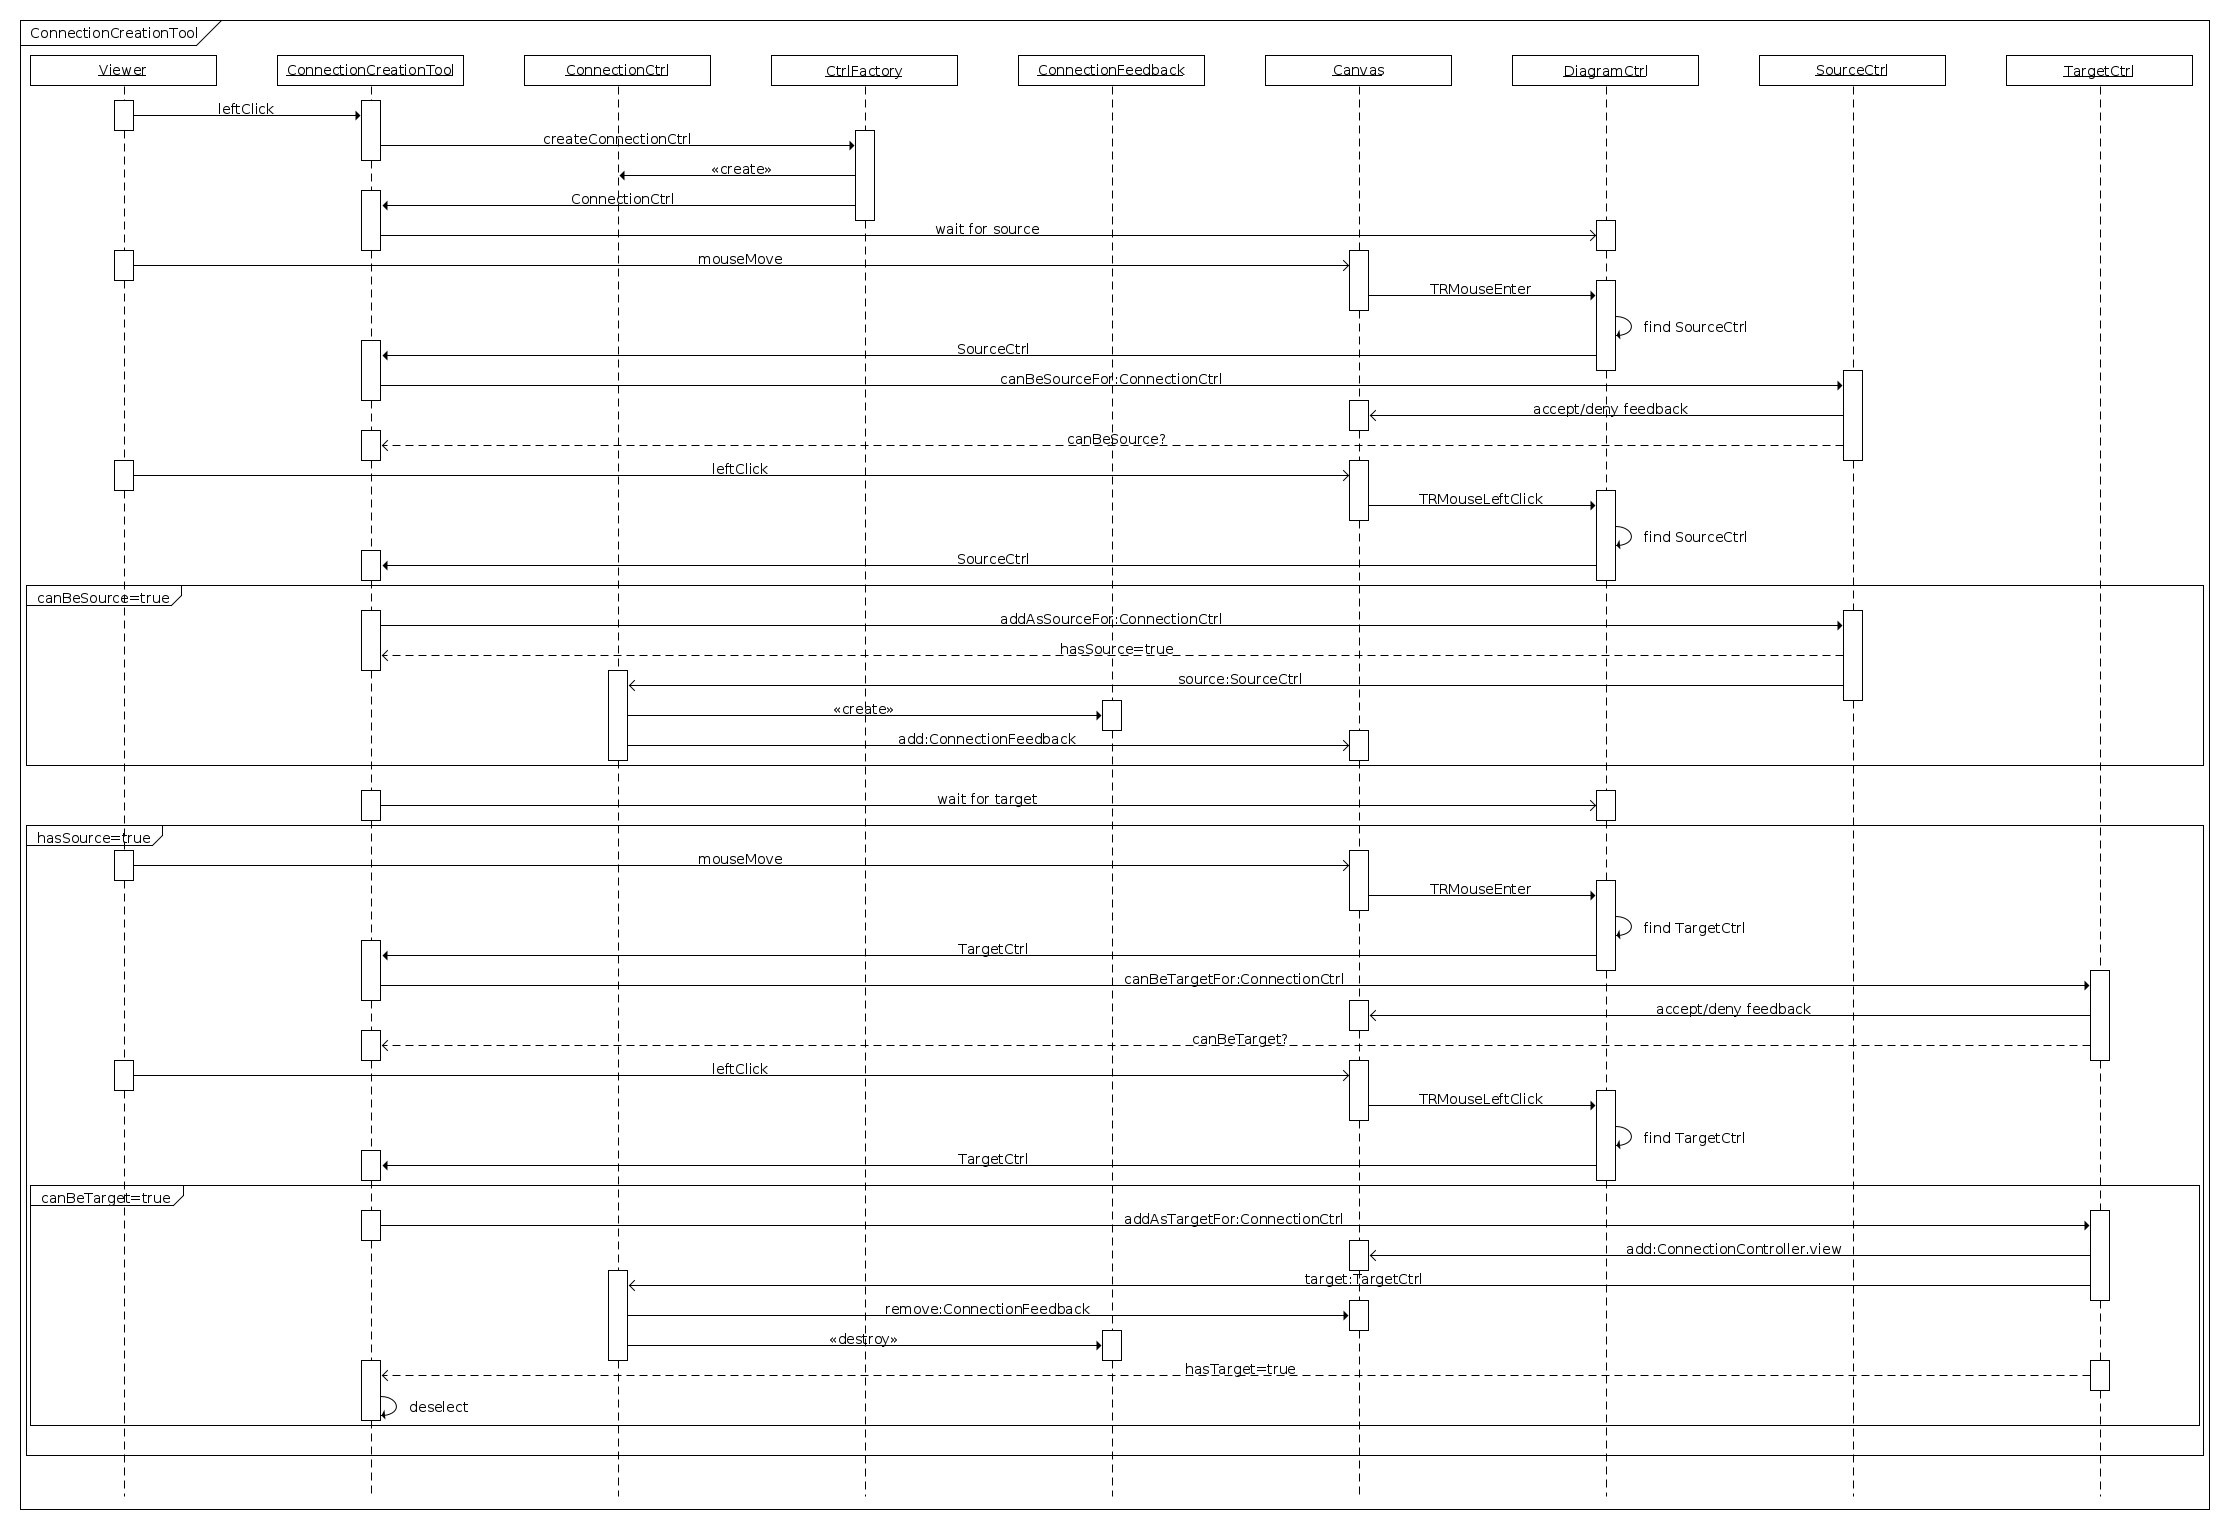 ConnectionCreationTool
Viewer
ConnectionCreationTool
ConnectionCtrl
CtrlFactory
ConnectionFeedback
Canvas
DiagramCtrl
SourceCtrl
TargetCtrl
leftClick
createConnectionCtrl
«create»
ConnectionCtrl
wait for source
mouseMove
TRMouseEnter
find SourceCtrl
SourceCtrl
canBeSourceFor:ConnectionCtrl
accept/deny feedback
canBeSource?
leftClick
TRMouseLeftClick
find SourceCtrl
SourceCtrl
canBeSource=true
addAsSourceFor:ConnectionCtrl
hasSource=true
source:SourceCtrl
«create»
add:ConnectionFeedback
wait for target
hasSource=true
mouseMove
TRMouseEnter
find TargetCtrl
TargetCtrl
canBeTargetFor:ConnectionCtrl
accept/deny feedback
canBeTarget?
leftClick
TRMouseLeftClick
find TargetCtrl
TargetCtrl
canBeTarget=true
addAsTargetFor:ConnectionCtrl
add:ConnectionController.view
target:TargetCtrl
remove:ConnectionFeedback
«destroy»
hasTarget=true
deselect